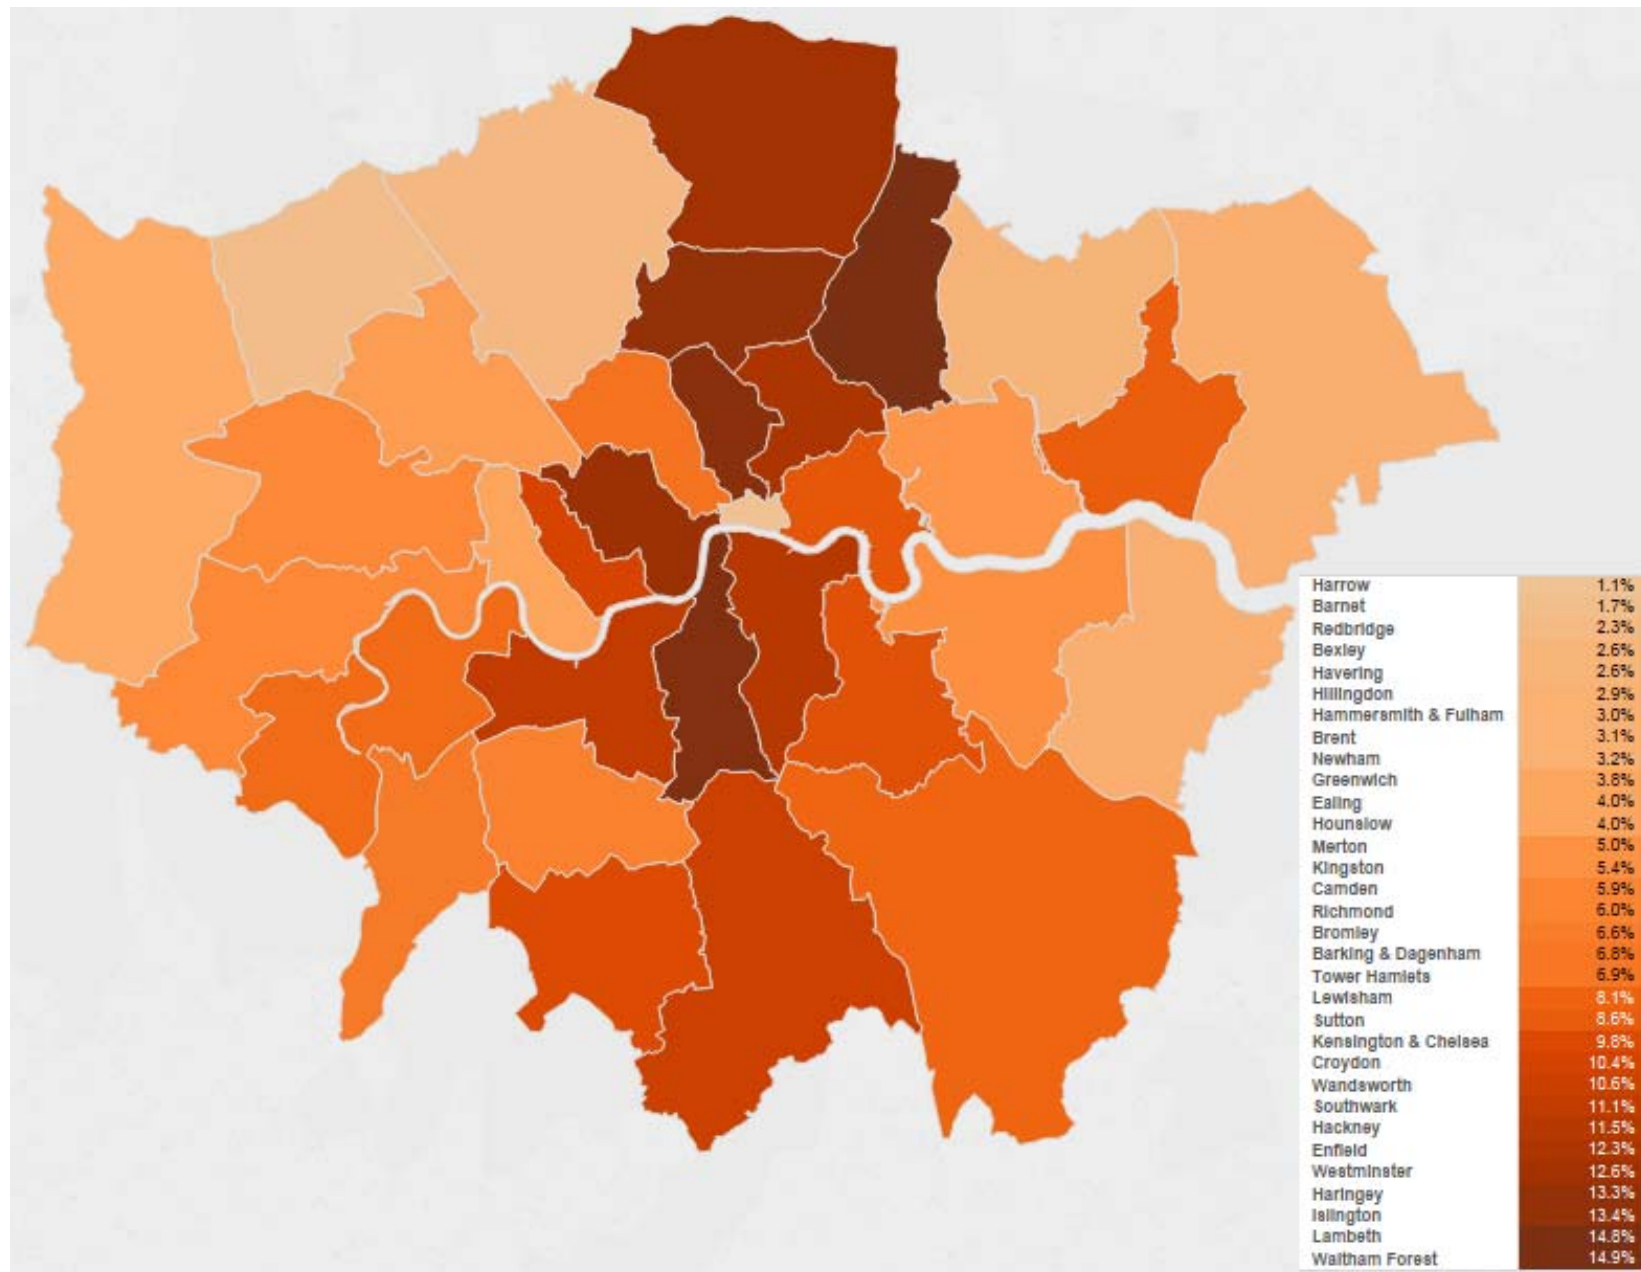 Harrow 1.1%
Barnet 1.7%
Redbridge 2.3%
Bexley 2.6%
Havering 2.6%
Hillingdon 2.9%
Hammersmith & Fulham 3.0%
Brent 3.1%
Newham 3.2%
Greenwich 3.8%
Ealing 4.0%
Hounslow 4.0%
Merton 5.0%
Kingston 5.4%
Camden 5.9%
Richmond 6.0%
Bromley 6.6%
Barking & Dagenham 6.8%
Tower Hamlets 6.9%
Lewisham 8.1%
Sutton 8.6%
Kensington & Chelsea 9.8%
Croydon 10.4%
Wandsworth 10.6%
Southwark 11.1%
Hackney 11.5%
Enfield 12.3%
Westminster 12.6%
Haringey 13.3%
Islington 13.4%
Lambeth 14.8%
Waltham Forest 14.9%